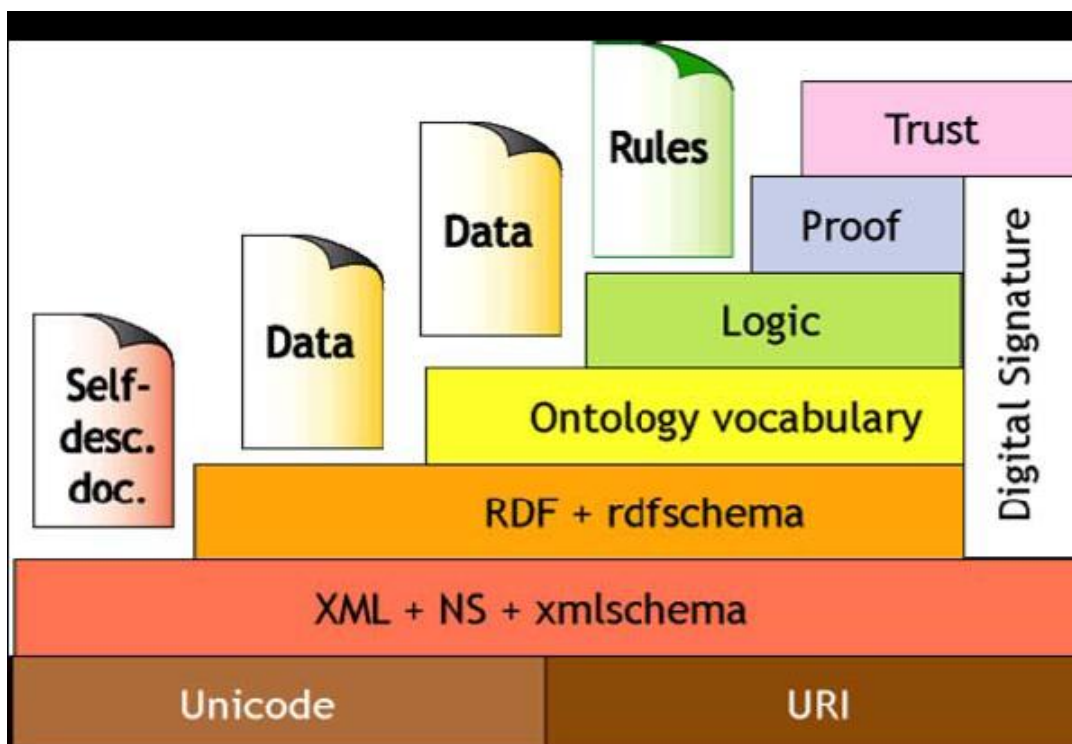 Rules
Trust
Data
Proof
Data
Logic
Self-
desc.
doc.
Ontology vocabulary
Digital Signature
RDF + rdfschema
XML + NS + xmlschema
Unicode
URI